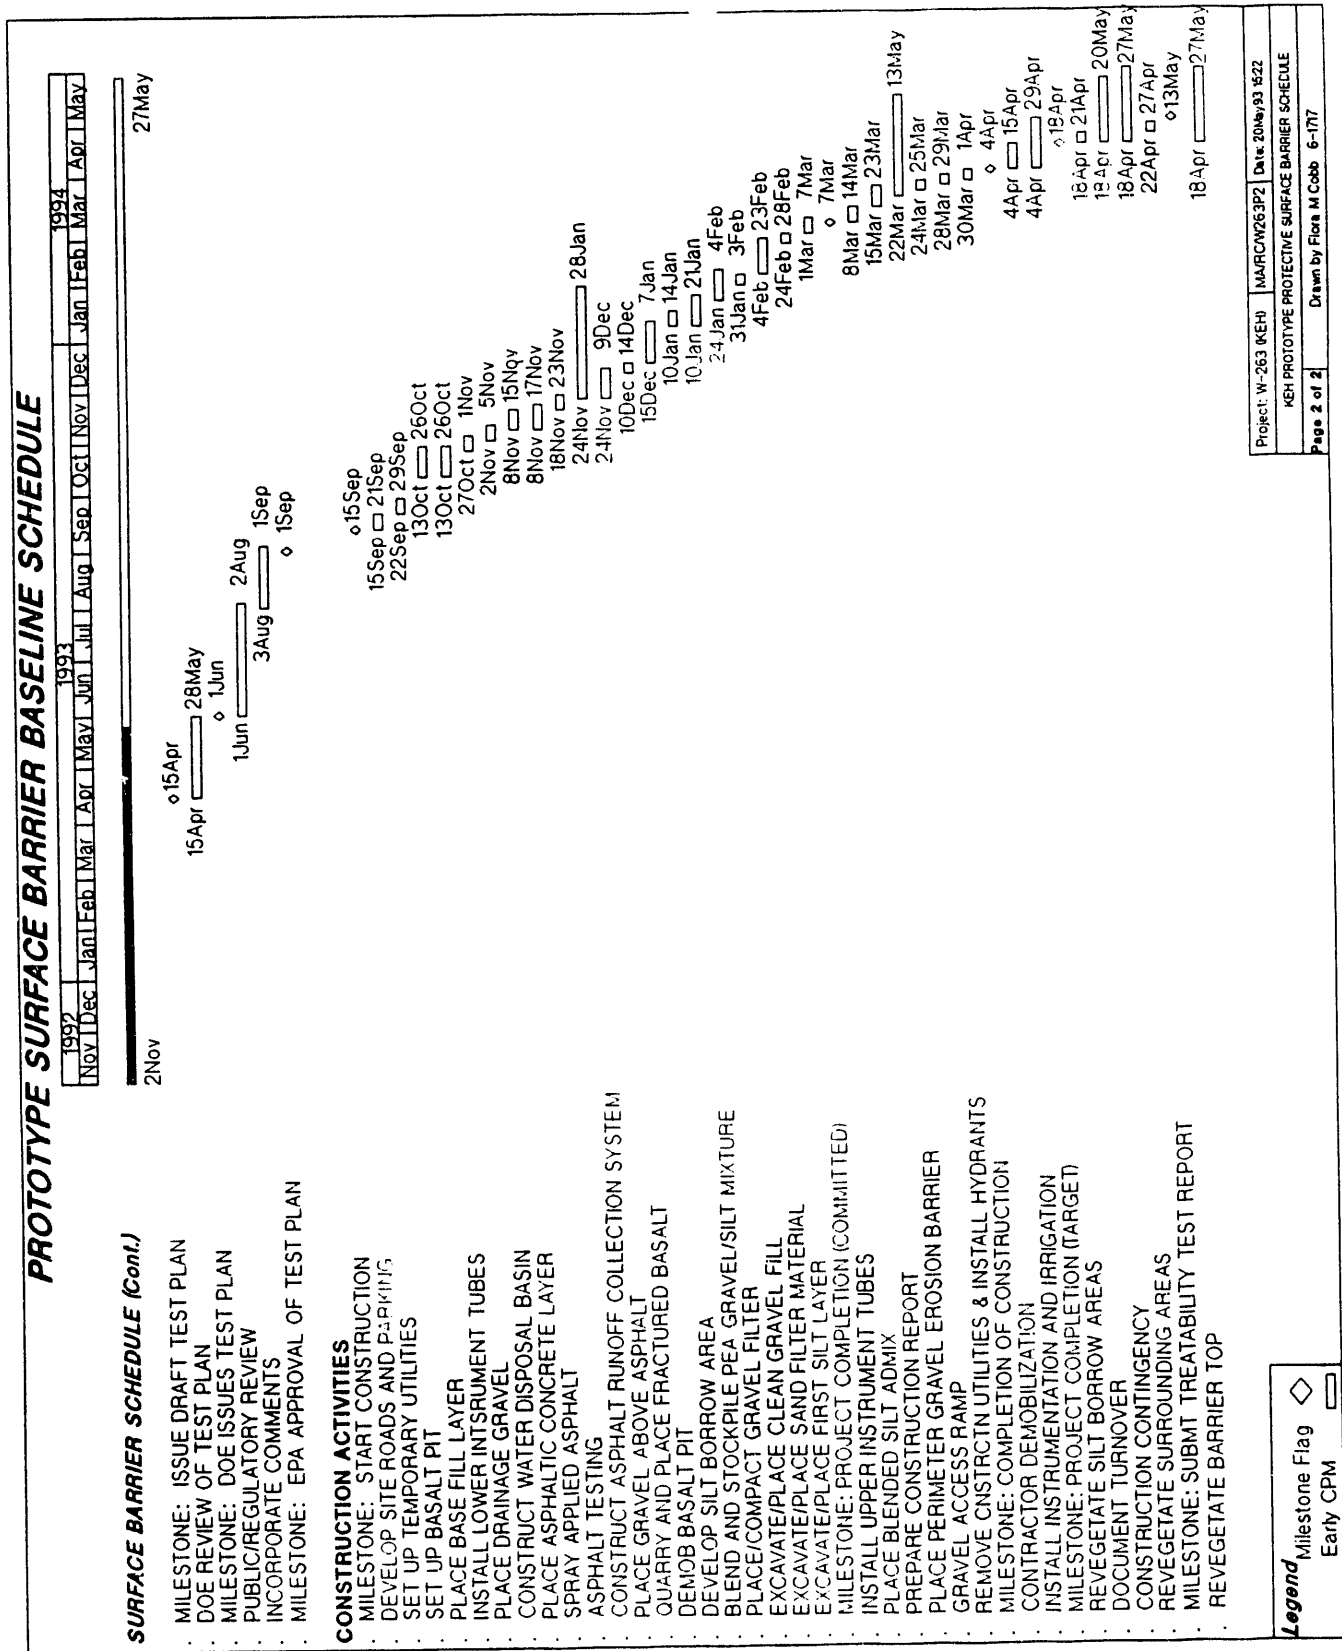 PROTOTYPE SURFACE BARRIER BASELINE SCHEDULE
1992 1993 1994
Nov Dec Jan Feb Mar Apr May Jun Jul Aug Sep Oct Nov Dec Jan Feb Mar Apr May
SURFACE BARRIER SCHEDULE (Cont.)
2Nov 27May
MILESTONE: ISSUE DRAFT TEST PLAN 15Apr
DOE REVIEW OF TEST PLAN 15Apr 28May
MILESTONE: DOE ISSUES TEST PLAN 1Jun
PUBLIC/REGULATORY REVIEW 1Jun 2Aug
INCORPORATE COMMENTS 3Aug 1Sep
MILESTONE: EPA APPROVAL OF TEST PLAN 1Sep
CONSTRUCTION ACTIVITIES
MILESTONE: START CONSTRUCTION 15Sep
DEVELOP SITE ROADS AND PARKING 15Sep 21Sep
SET UP TEMPORARY UTILITIES 22Sep 29Sep
SET UP BASALT PIT 13Oct 26Oct
PLACE BASE FILL LAYER 13Oct 26Oct
INSTALL LOWER INTSRUMENT TUBES 27Oct 1Nov
PLACE DRAINAGE GRAVEL 2Nov 5Nov
CONSTRUCT WATER DISPOSAL BASIN 8Nov 15Nov
PLACE ASPHALTIC CONCRETE LAYER 8Nov 17Nov
SPRAY APPLIED ASPHALT 18Nov 23Nov
ASPHALT TESTING 24Nov 28Jan
CONSTRUCT ASPHALT RUNOFF COLLECTION SYSTEM 24Nov 9Dec
PLACE GRAVEL ABOVE ASPHALT 10Dec 14Dec
QUARRY AND PLACE FRACTURED BASALT 15Dec 7Jan
DEMOB BASALT PIT 10Jan 14Jan
DEVELOP SILT BORROW AREA 10Jan 21Jan
BLEND AND STOCKPILE PEA GRAVEL/SILT MIXTURE 24Jan 4Feb
PLACE/COMPACT GRAVEL FILTER 31Jan 3Feb
EXCAVATE/PLACE CLEAN GRAVEL FILL 4Feb 23Feb
EXCAVATE/PLACE SAND FILTER MATERIAL 24Feb 28Feb
EXCAVATE/PLACE FIRST SILT LAYER 1Mar 7Mar
MILESTONE: PROJECT COMPLETION (COMMITTED) 7Mar
INSTALL UPPER INSTRUMENT TUBES 8Mar 14Mar
PLACE BLENDED SILT ADMIX 15Mar 23Mar
PREPARE CONSTRUCTION REPORT 22Mar 13May
PLACE PERIMETER GRAVEL EROSION BARRIER 24Mar 25Mar
GRAVEL ACCESS RAMP 28Mar 29Mar
REMOVE CNSTRCTN UTILITIES & INSTALL HYDRANTS 30Mar 1Apr
MILESTONE: COMPLETION OF CONSTRUCTION 4Apr
CONTRACTOR DEMOBILIZATION 4Apr 15Apr
INSTALL INSTRUMENTATION AND IRRIGATION 4Apr 29Apr
MILESTONE: PROJECT COMPLETION (TARGET) 18Apr
REVEGETATE SILT BORROW AREAS 18Apr 21Apr
DOCUMENT TURNOVER 18Apr 20May
CONSTRUCTION CONTINGENCY 18Apr 27May
REVEGETATE SURROUNDING AREAS 22Apr 27Apr
MILESTONE: SUBMT TREATABILITY TEST REPORT 13May
REVEGETATE BARRIER TOP 18Apr 27May
Legend
Milestone Flag
Early CPM
Project: W-263 (KEH) MA/RC/W263P2 Date: 20May93 15:22
KEH PROTOTYPE PROTECTIVE SURFACE BARRIER SCHEDULE
Page 2 of 2 Drawn by Flora M Cobb 6-1717